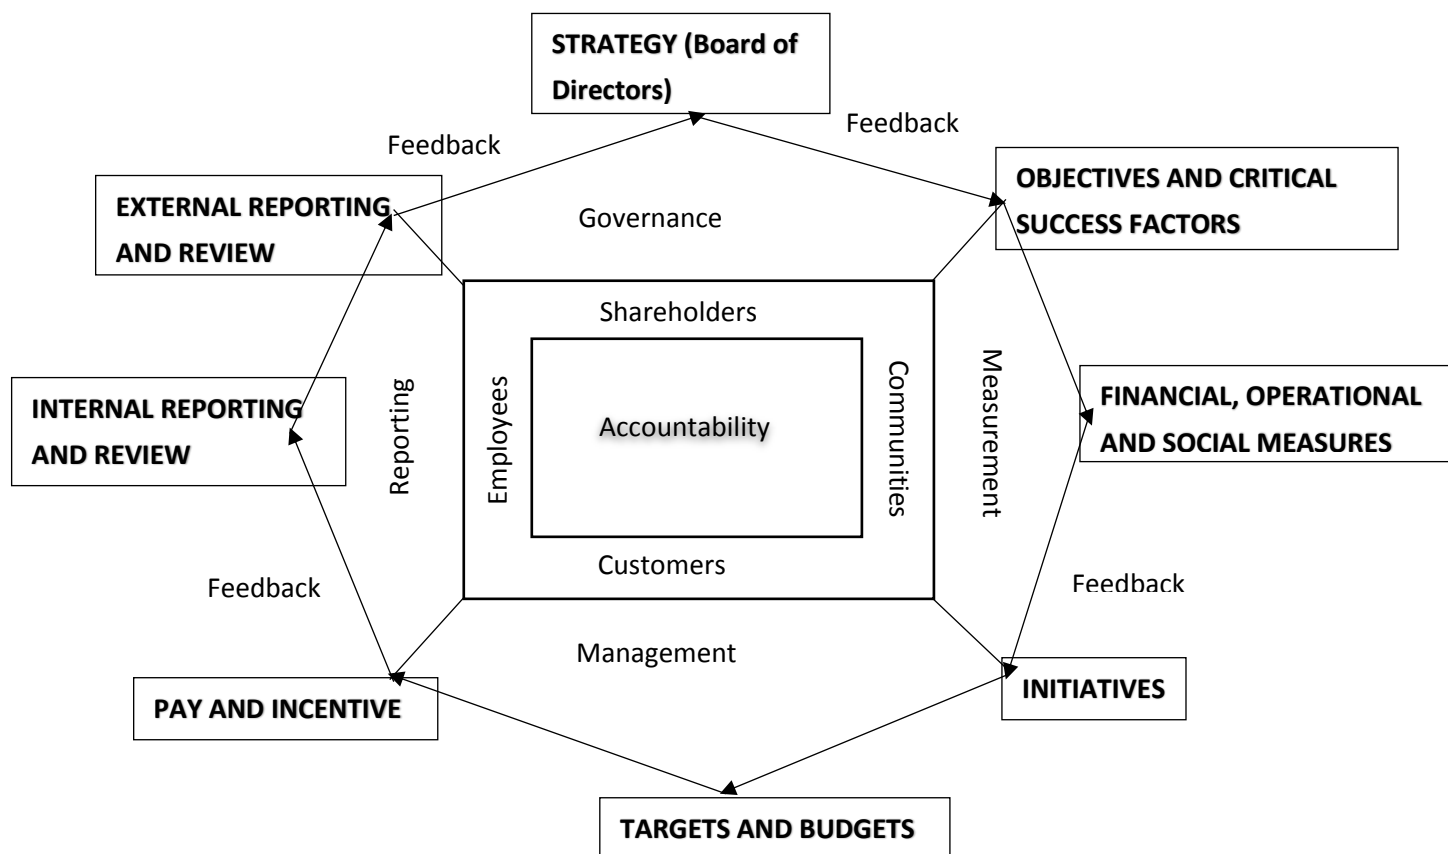 STRATEGY (Board of
Directors)
Feedback
Feedback
EXTERNAL REPORTING
AND REVIEW
OBJECTIVES AND CRITICAL
SUCCESS FACTORS
Governance
Shareholders
INTERNAL REPORTING
AND REVIEW
Reporting
Employees
Accountability
Communities
Measurement
FINANCIAL, OPERATIONAL
AND SOCIAL MEASURES
Customers
Feedback
Feedback
Management
PAY AND INCENTIVE
INITIATIVES
TARGETS AND BUDGETS